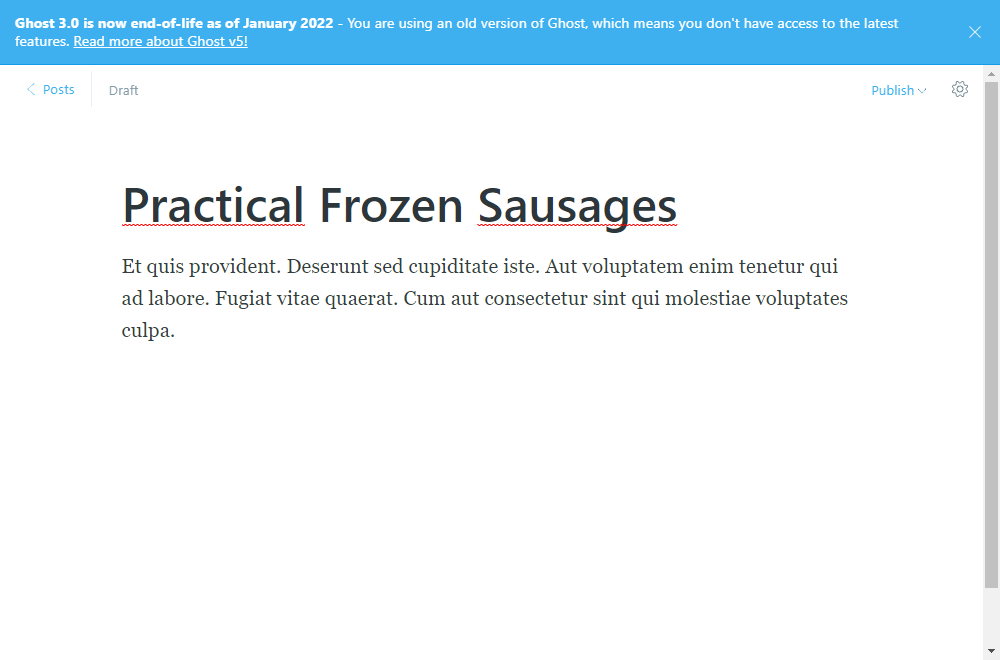 Ghost 3.0 is now end-of-life as of January 2022 - You are using an old version of Ghost, which means you don't have access to the latest
features. Read more about Ghost v5!
Posts
Draft
Publish
Practical Frozen Sausages
Et quis provident. Deserunt sed cupiditate iste. Aut voluptatem enim tenetur qui
ad labore. Fugiat vitae quaerat. Cum aut consectetur sint qui molestiae voluptates
culpa.